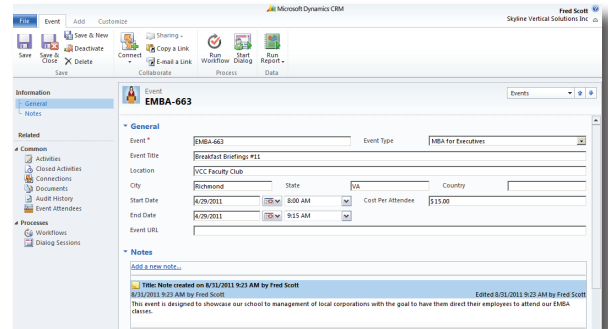 Microsoft Dynamics CRM
Fred Scott
Skyline Vertical Solutions Inc
File Event Add Customize
Save
Save & Close
Save & New
Deactivate
Delete
Save
Connect
Sharing
Copy a Link
E-mail a Link
Collaborate
Run Workflow
Start Dialog
Process
Run Report
Data
Information
General
Notes
Related
Common
Activities
Closed Activities
Connections
Documents
Audit History
Event Attendees
Processes
Workflows
Dialog Sessions
Event
EMBA-663
Events
General
Event * EMBA-663 Event Type MBA for Executives
Event Title Breakfast Briefings #11
Location VCC Faculty Club
City Richmond State VA Country
Start Date 4/29/2011 8:00 AM Cost Per Attendee $15.00
End Date 4/29/2011 9:15 AM
Event URL
Notes
Add a new note...
Title: Note created on 8/31/2011 9:23 AM by Fred Scott
8/31/2011 9:23 AM by Fred Scott Edited 8/31/2011 9:23 AM by Fred Scott
This event is designed to showcase our school to management of local corporations with the goal to have them direct their employees to attend our EMBA
classes.